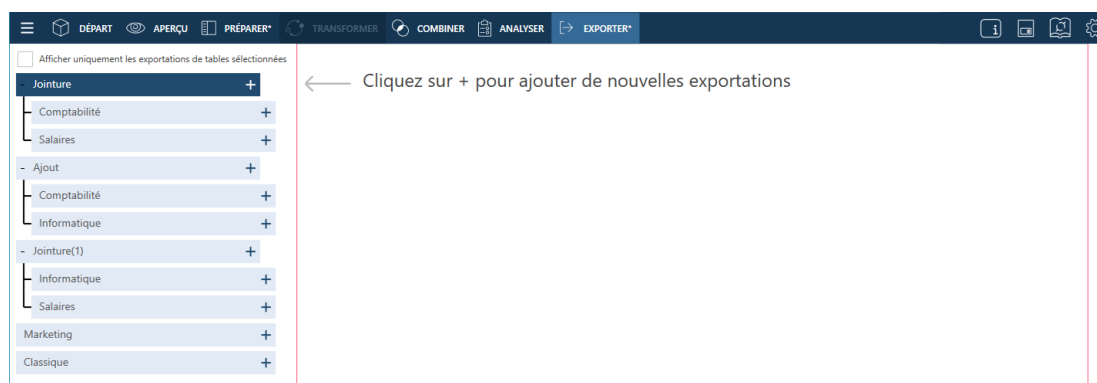 DÉPART APERÇU PRÉPARER* TRANSFORMER COMBINER ANALYSER EXPORTER*
Afficher uniquement les exportations de tables sélectionnées
- Jointure +
Cliquez sur + pour ajouter de nouvelles exportations
Comptabilité +
Salaires +
- Ajout +
Comptabilité +
Informatique +
- Jointure(1) +
Informatique +
Salaires +
Marketing +
Classique +